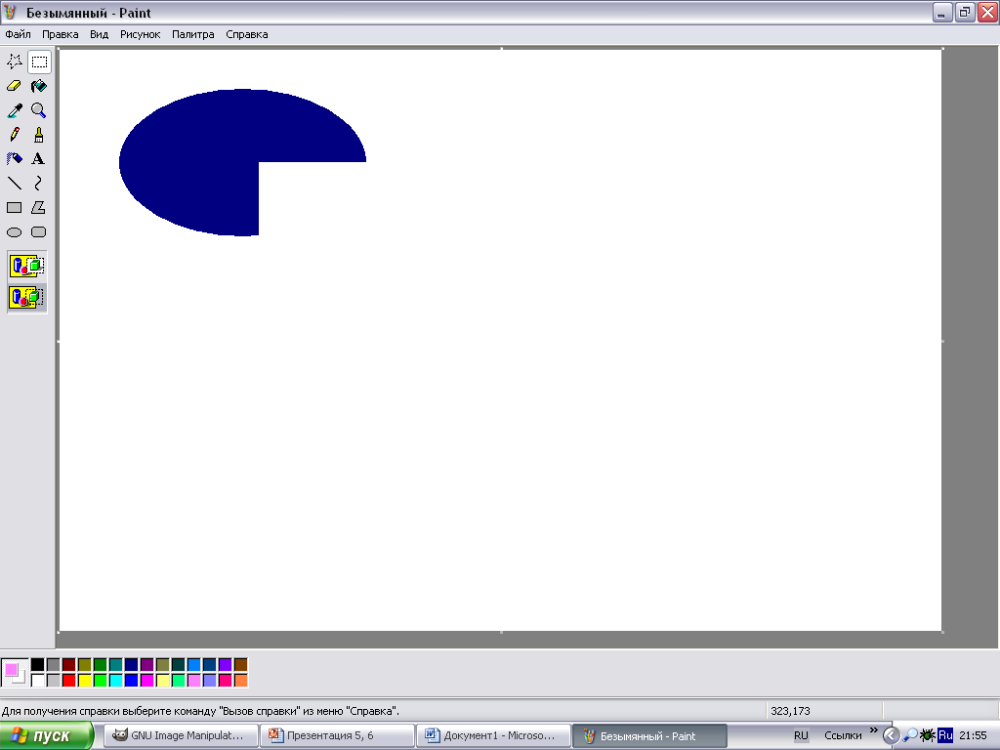 Безымянный - Paint
Файл Правка Вид Рисунок Палитра Справка
A
Для получения справки выберите команду "Вызов справки" из меню "Справка".
323,173
пуск
GNU Image Manipulat...
Презентация 5, 6
Документ1 - Microso...
Безымянный - Paint
RU
Ссылки
»
Ru
21:55